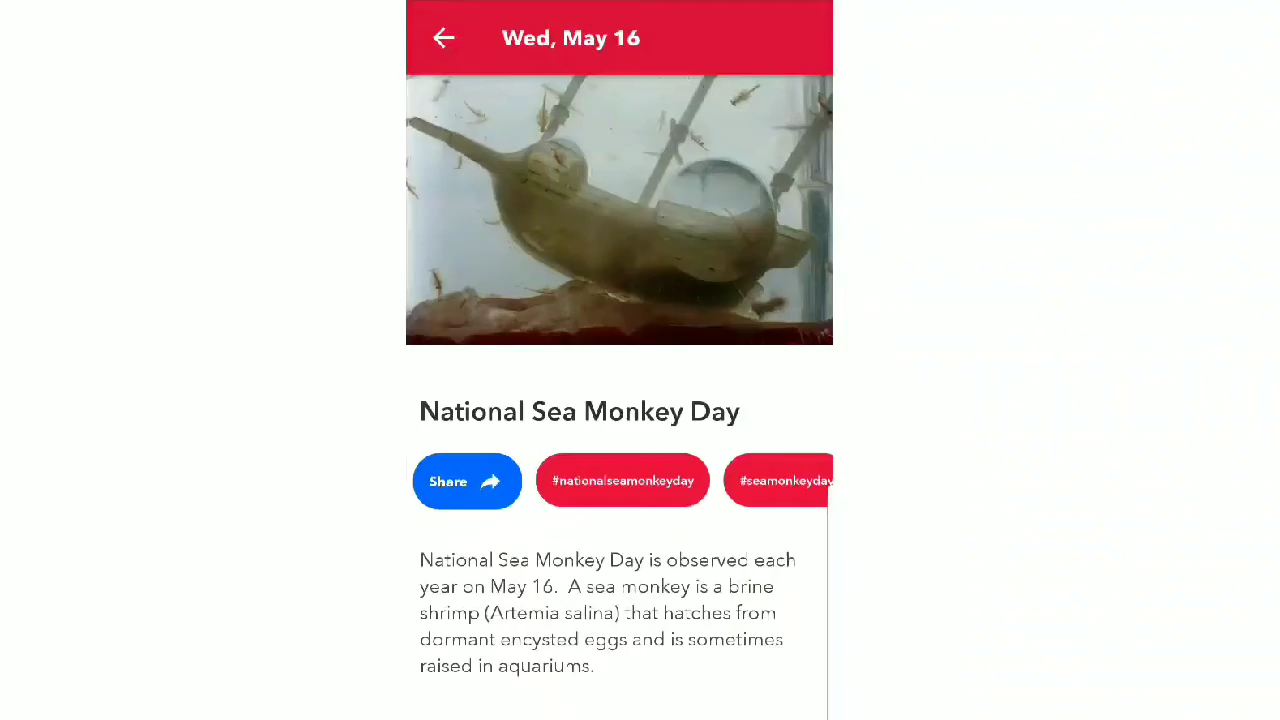 Wed, May 16
National Sea Monkey Day
Share
#nationalseamonkeyday
#seamonkeyday
National Sea Monkey Day is observed each
year on May 16.  A sea monkey is a brine
shrimp (Artemia salina) that hatches from
dormant encysted eggs and is sometimes
raised in aquariums.